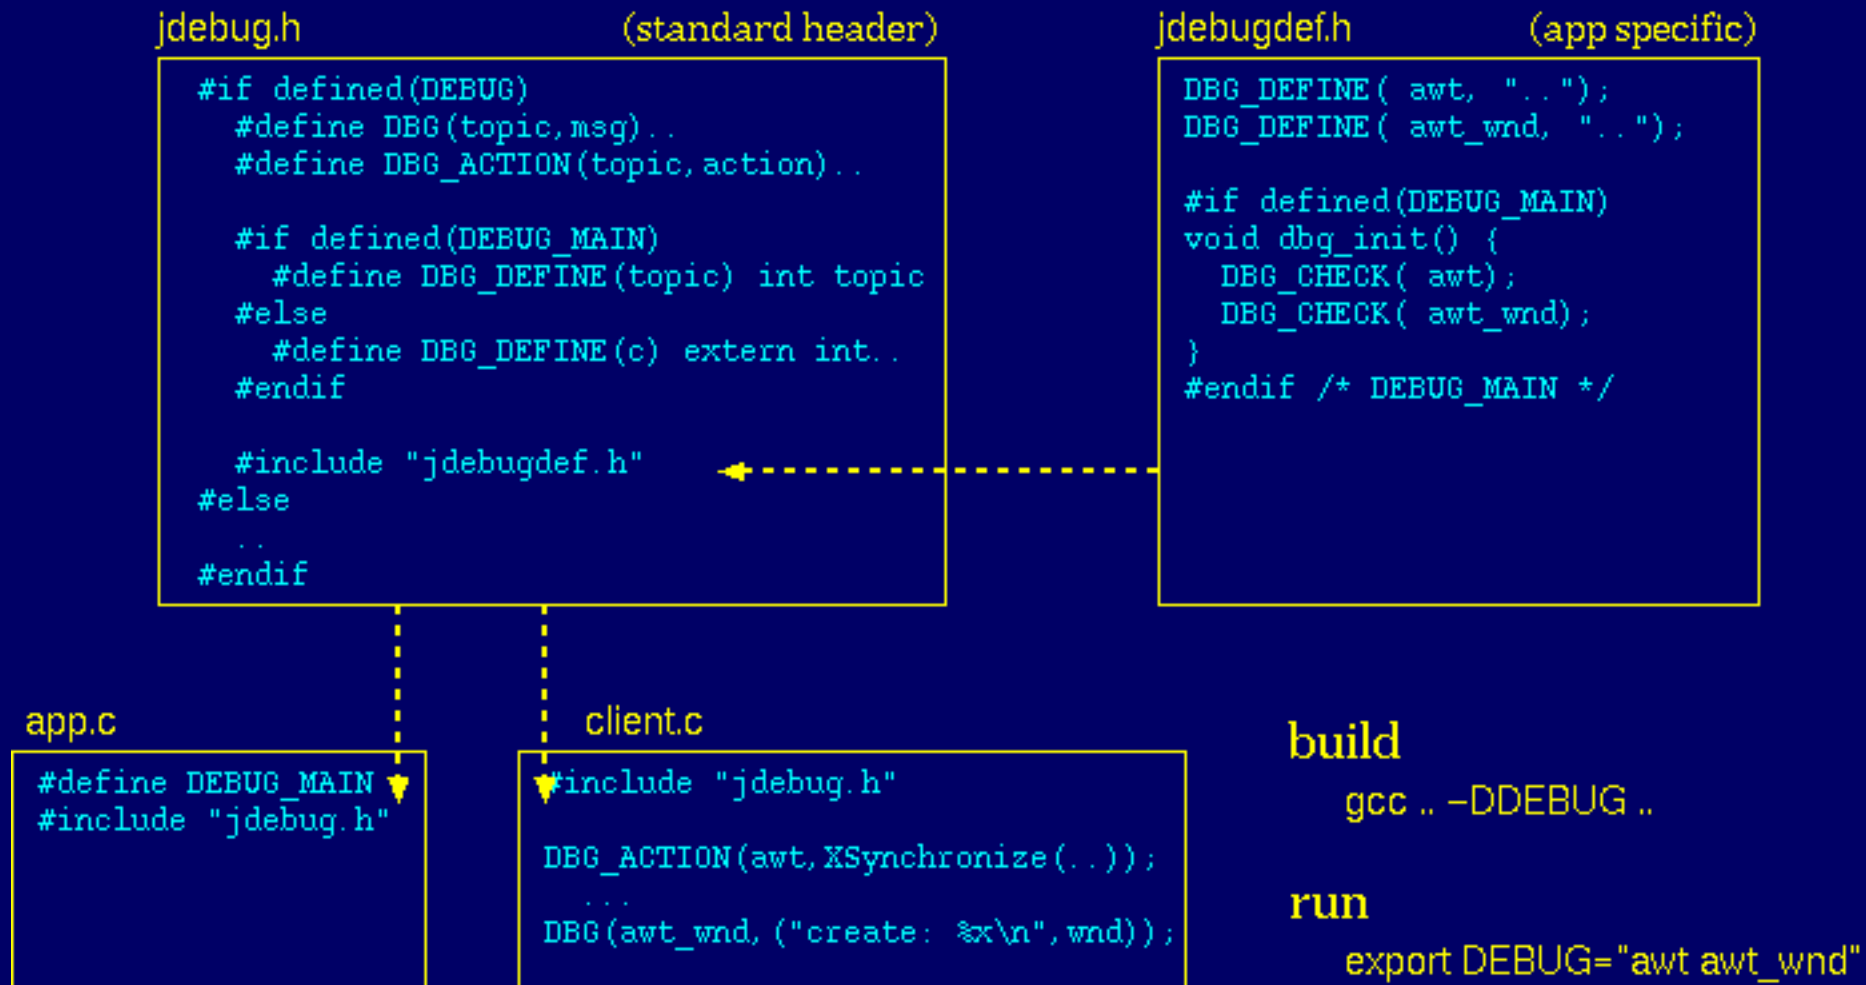 jdebug.h (standard header)
#if defined(DEBUG)
#define DBG(topic,msg)..
#define DBG_ACTION(topic,action)..
#if defined(DEBUG_MAIN)
#define DBG_DEFINE(topic) int topic
#else
#define DBG_DEFINE(c) extern int..
#endif
#include "jdebugdef.h"
#else
..
#endif
jdebugdef.h (app specific)
DBG_DEFINE( awt, "..");
DBG_DEFINE( awt_wnd, "..");
#if defined(DEBUG_MAIN)
void dbg_init() {
DBG_CHECK( awt);
DBG_CHECK( awt_wnd);
}
#endif /* DEBUG_MAIN */
app.c
#define DEBUG_MAIN
#include "jdebug.h"
client.c
#include "jdebug.h"
DBG_ACTION(awt,XSynchronize(..));
...
DBG(awt_wnd,("create: %x\n",wnd));
build
gcc .. –DDEBUG ..
run
export DEBUG="awt awt_wnd"